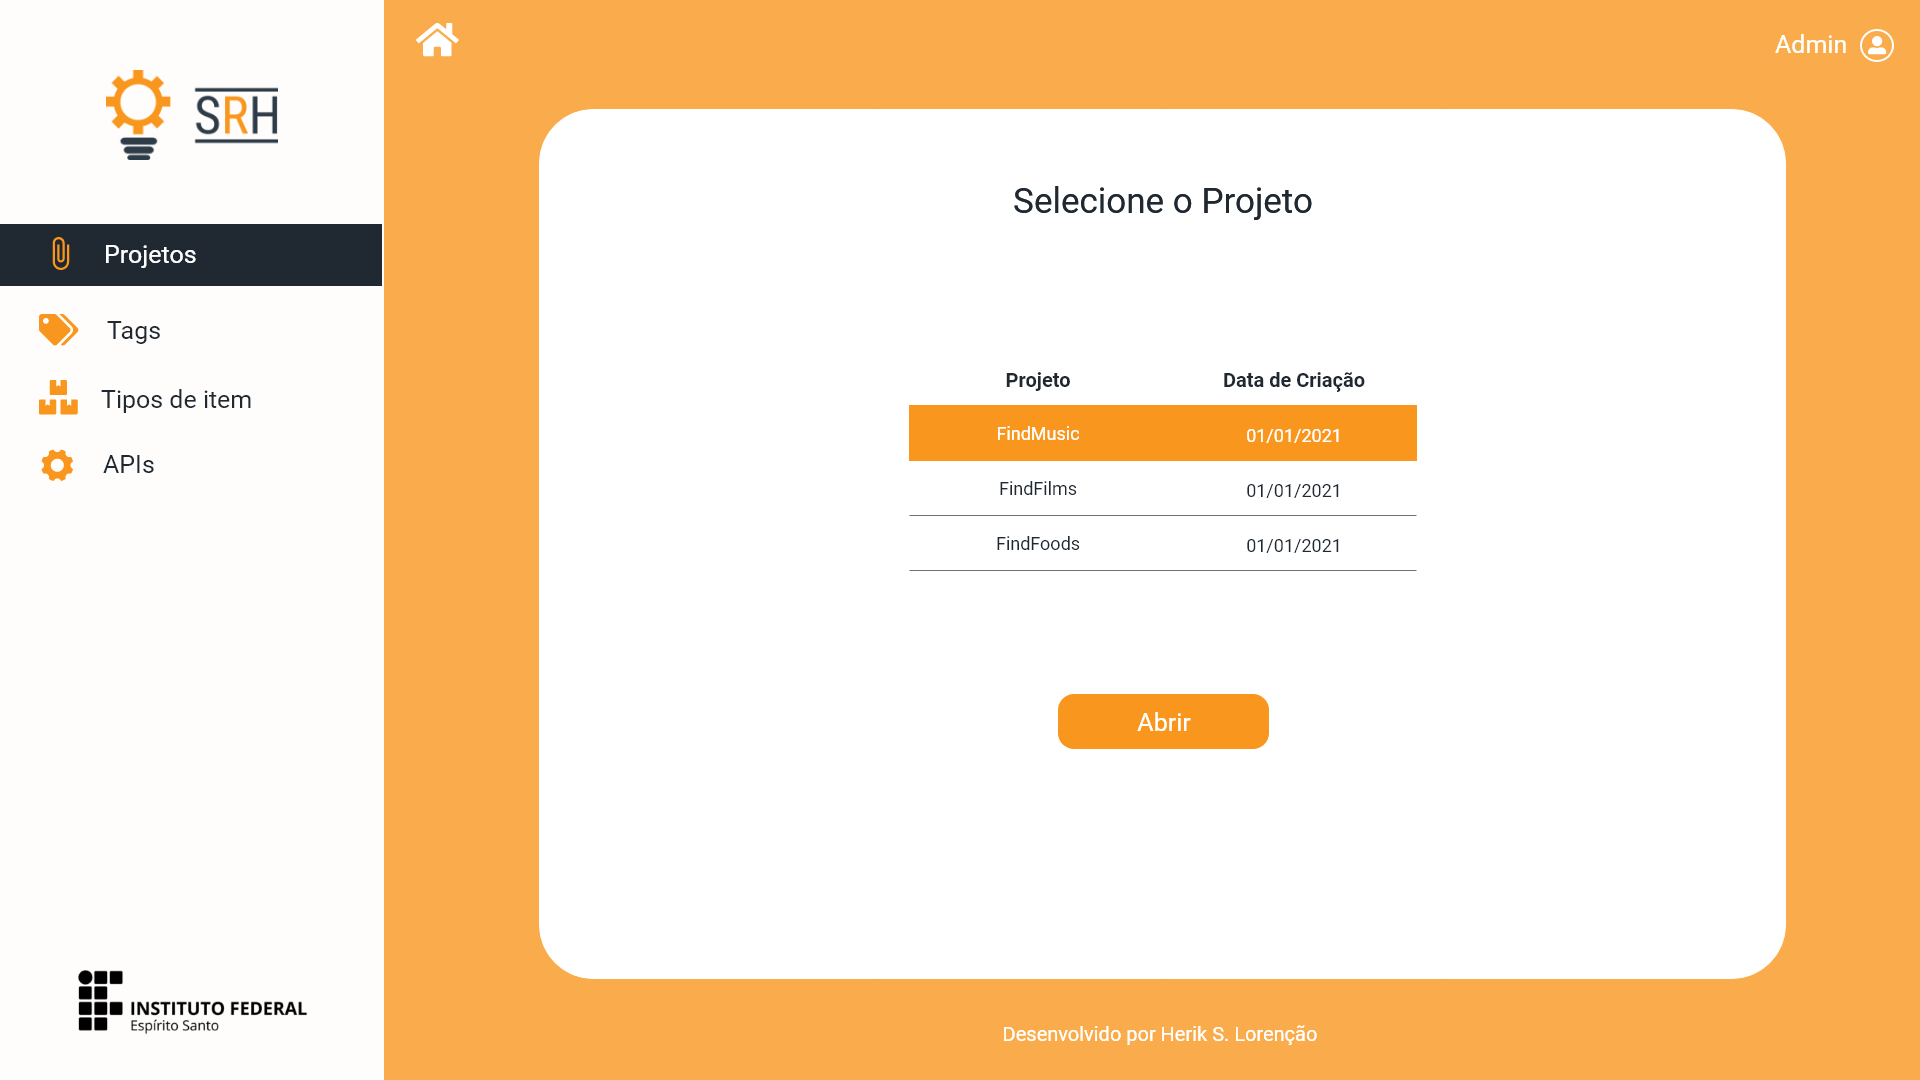 SRH
Admin
Projetos
Tags
Tipos de item
APIs
Selecione o Projeto
Projeto Data de Criação
FindMusic 01/01/2021
FindFilms 01/01/2021
FindFoods 01/01/2021
Abrir
INSTITUTO FEDERAL
Espírito Santo
Desenvolvido por Herik S. Lorenção